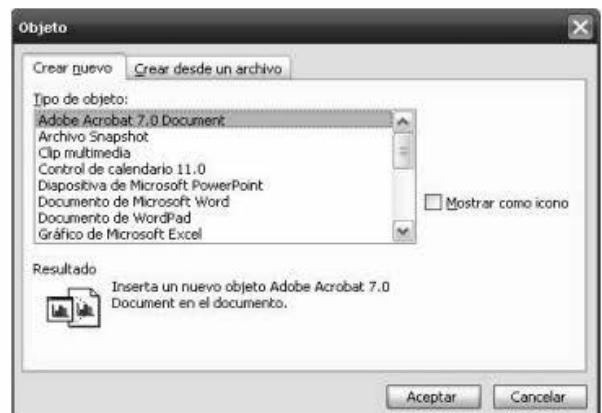 Objeto
Crear nuevo
Crear desde un archivo
Tipo de objeto:
Adobe Acrobat 7.0 Document
Archivo Snapshot
Clip multimedia
Control de calendario 11.0
Diapositiva de Microsoft PowerPoint
Documento de Microsoft Word
Documento de WordPad
Gráfico de Microsoft Excel
Mostrar como icono
Resultado
Inserta un nuevo objeto Adobe Acrobat 7.0
Document en el documento.
Aceptar
Cancelar